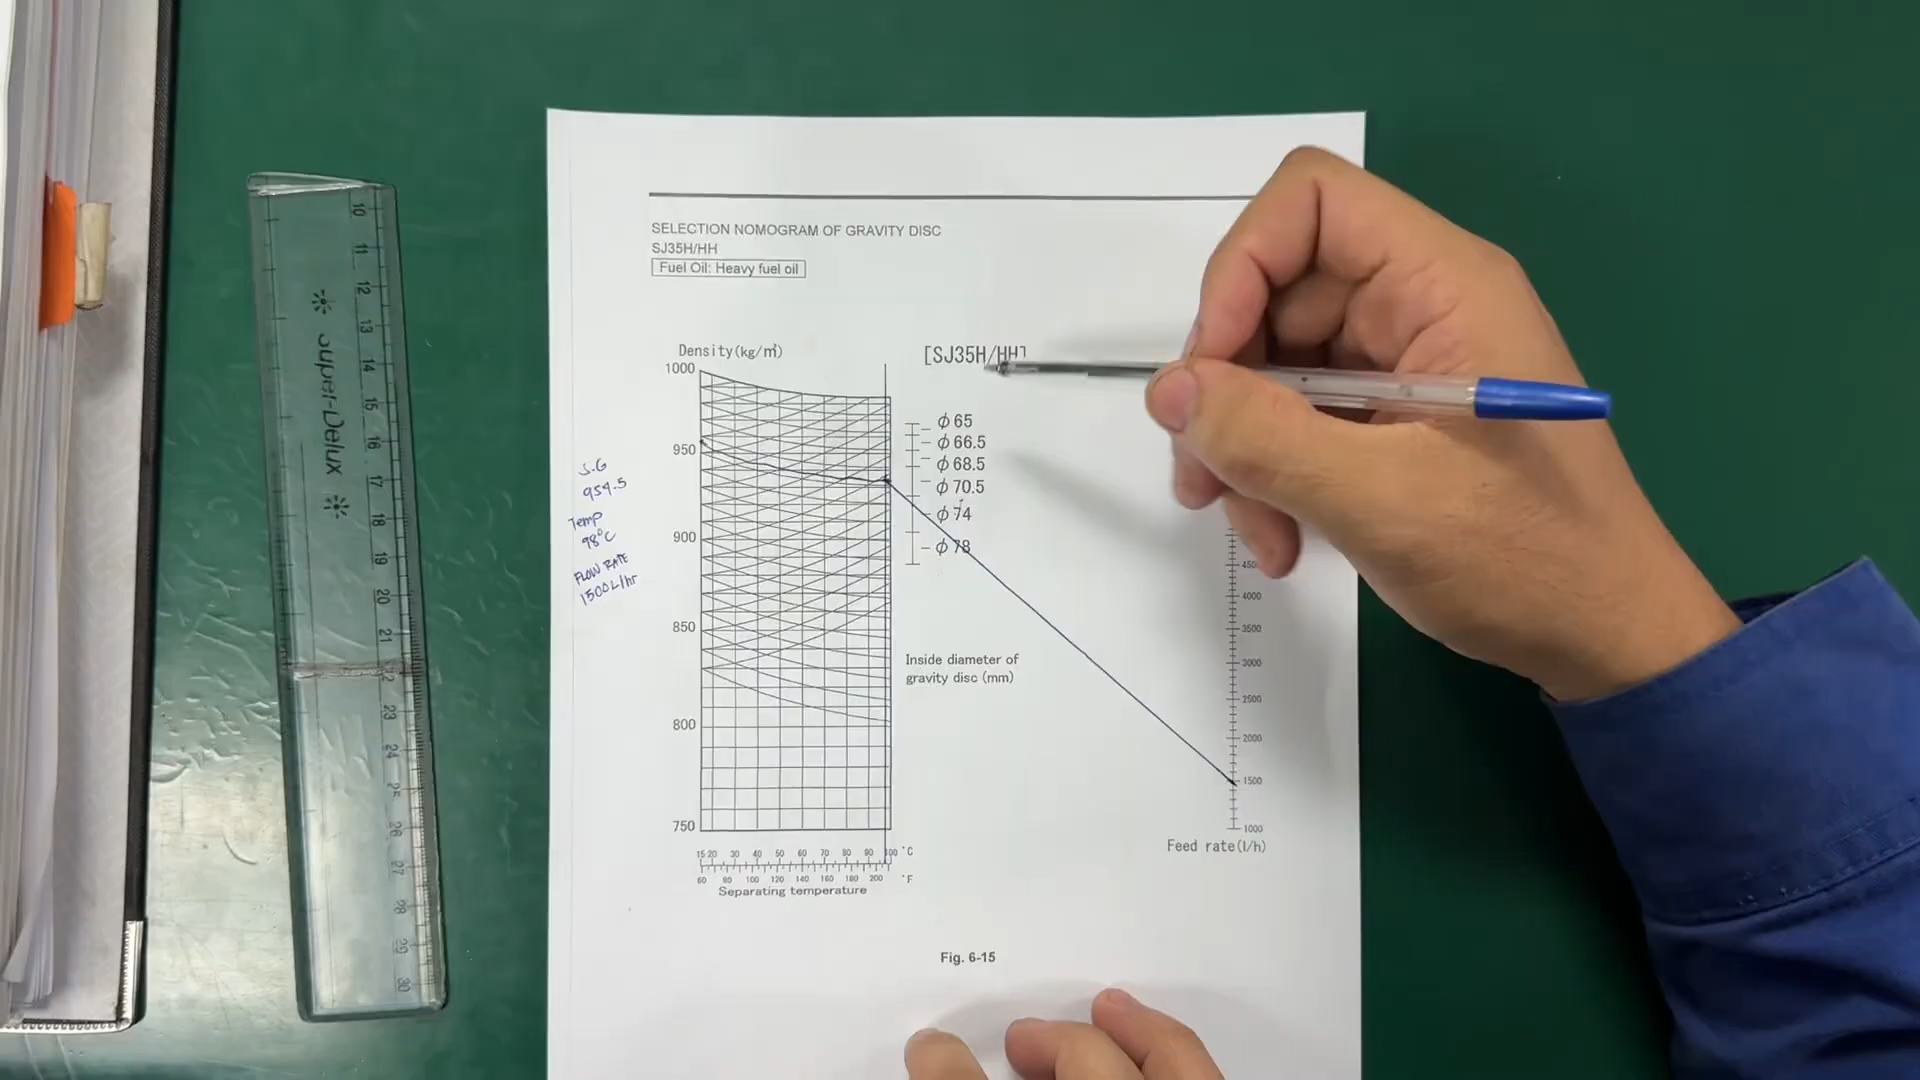 SELECTION NOMOGRAM OF GRAVITY DISC
SJ35H/HH
Fuel Oil: Heavy fuel oil
Density(kg/㎥)
[SJ35H/HH]
1000
950
900
850
800
750
S.G
954.5
Temp
98°C
FLOW RATE
1500L/hr
ϕ 65
ϕ 66.5
ϕ 68.5
ϕ 70.5
ϕ 74
ϕ 78
Inside diameter of
gravity disc (mm)
4500
4000
3500
3000
2500
2000
1500
1000
Feed rate(l/h)
15 20 30 40 50 60 70 80 90 100 °C
60 80 100 120 140 160 180 200 °F
Separating temperature
Fig. 6-15
Super-Delux
10
11
12
13
14
15
16
17
18
19
20
21
22
23
24
25
26
27
28
29
30